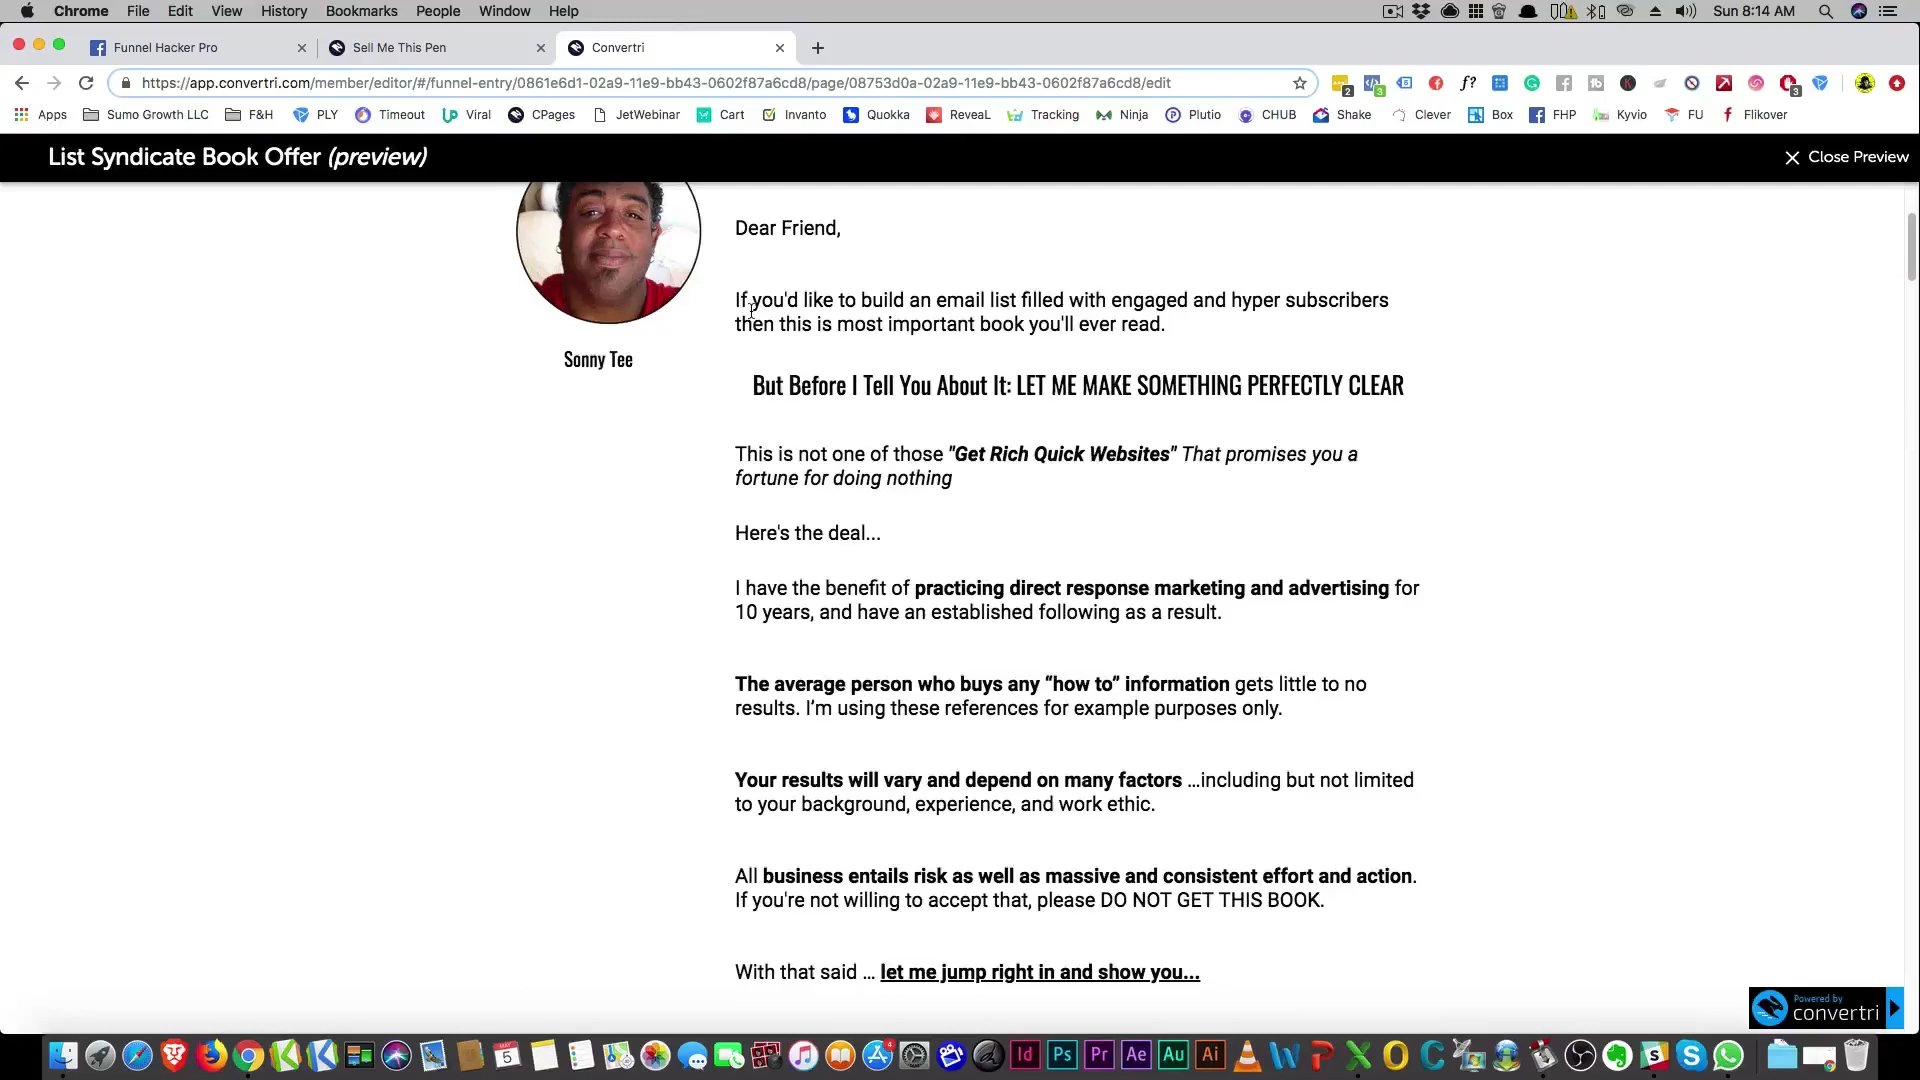 Chrome File Edit View History Bookmarks People Window Help Sun 8:14 AM
Funnel Hacker Pro Sell Me This Pen Convertri
https://app.convertri.com/member/editor/#/funnel-entry/0861e6d1-02a9-11e9-bb43-0602f87a6cd8/page/08753d0a-02a9-11e9-bb43-0602f87a6cd8/edit
Apps Sumo Growth LLC F&H PLY Timeout Viral CPages JetWebinar Cart Invanto Quokka ReveaL Tracking Ninja Plutio CHUB Shake Clever Box FHP Kyvio FU Flikover
List Syndicate Book Offer (preview) Close Preview
Dear Friend,
If you'd like to build an email list filled with engaged and hyper subscribers
then this is most important book you'll ever read.
Sonny Tee
But Before I Tell You About It: LET ME MAKE SOMETHING PERFECTLY CLEAR
This is not one of those "Get Rich Quick Websites" That promises you a
fortune for doing nothing
Here's the deal...
I have the benefit of practicing direct response marketing and advertising for
10 years, and have an established following as a result.
The average person who buys any “how to” information gets little to no
results. I’m using these references for example purposes only.
Your results will vary and depend on many factors …including but not limited
to your background, experience, and work ethic.
All business entails risk as well as massive and consistent effort and action.
If you're not willing to accept that, please DO NOT GET THIS BOOK.
With that said … let me jump right in and show you...
Powered by
convertri
Id Ps Pr Ae Au Ai